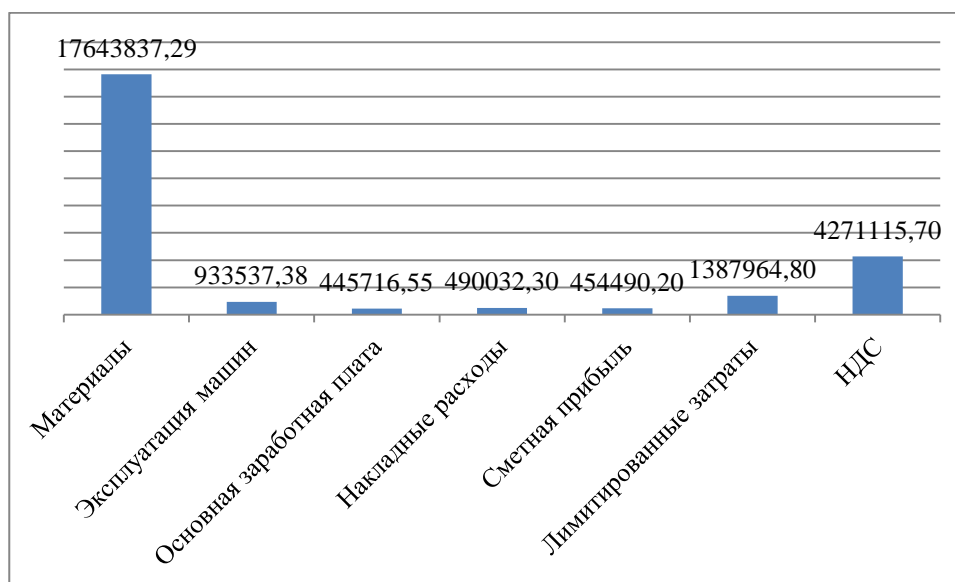 17643837,29
933537,38
445716,55
490032,30
454490,20
1387964,80
4271115,70
Материалы
Эксплуатация машин
Основная заработная плата
Накладные расходы
Сметная прибыль
Лимитированные затраты
НДС